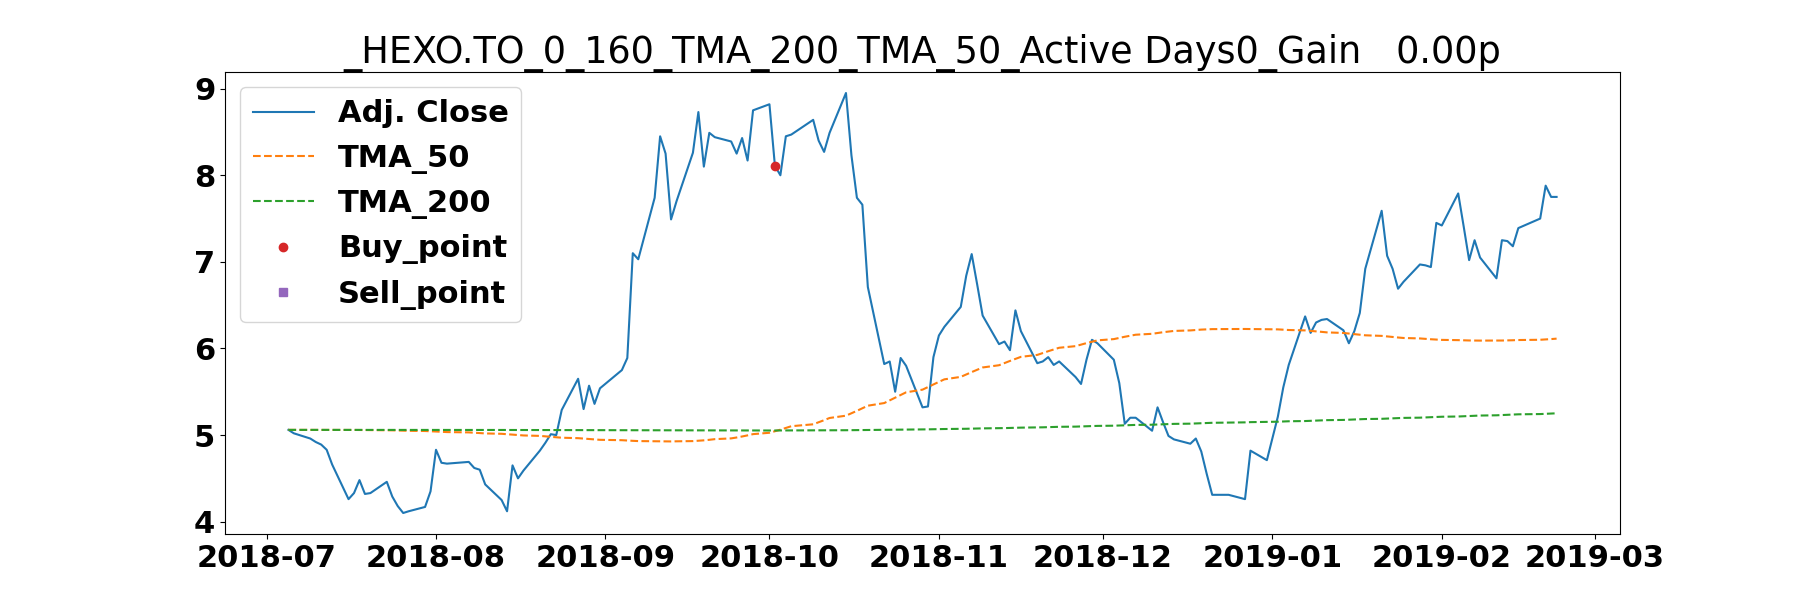 _HEXO.TO_0_160_TMA_200_TMA_50_Active Days0_Gain   0.00p
9
8
7
6
5
4
Adj. Close
TMA_50
TMA_200
Buy_point
Sell_point
2018-07 2018-08 2018-09 2018-10 2018-11 2018-12 2019-01 2019-02 2019-03